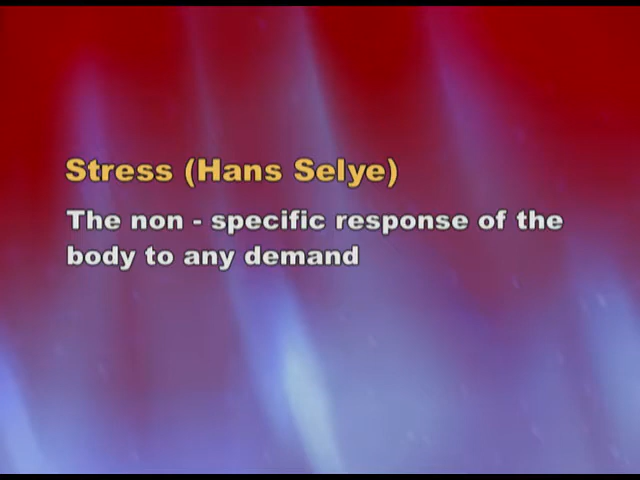 Stress (Hans Selye)
The non - specific response of the
body to any demand